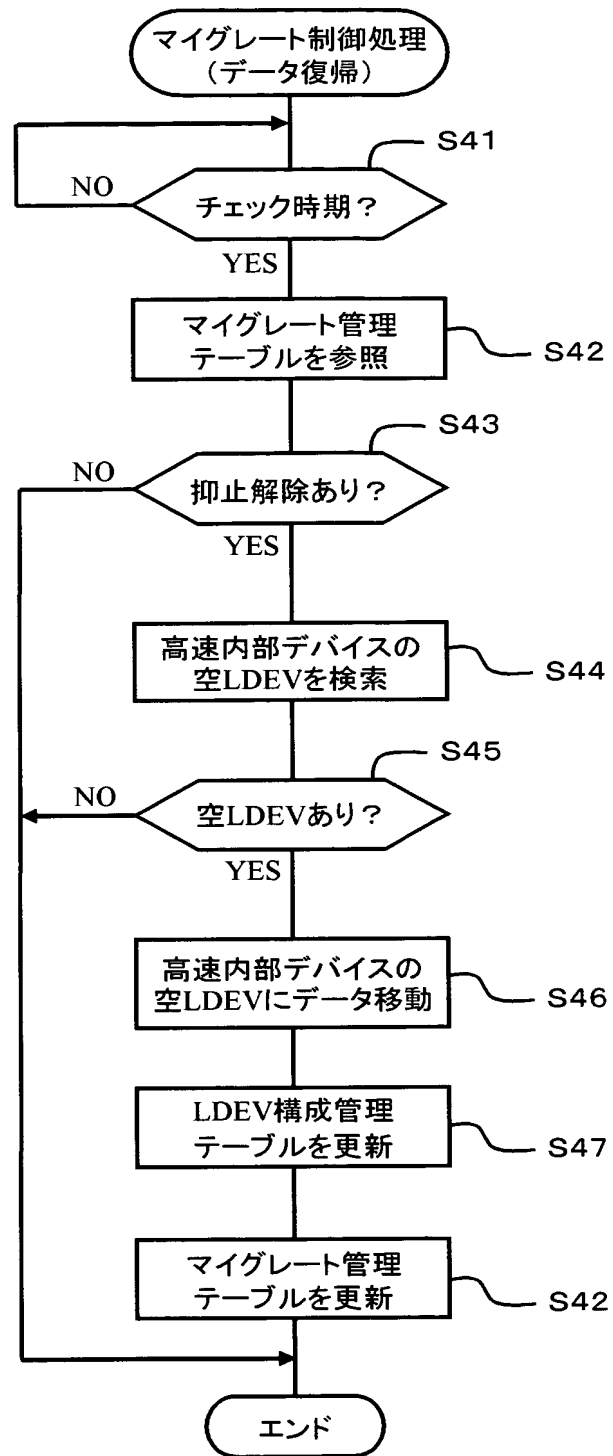 マイグレート制御処理
(データ復帰)
S41
NO
チェック時期?
YES
マイグレート管理
テーブルを参照
S42
S43
NO
抑止解除あり?
YES
高速内部デバイスの
空LDEVを検索
S44
S45
NO
空LDEVあり?
YES
高速内部デバイスの
空LDEVにデータ移動
S46
LDEV構成管理
テーブルを更新
S47
マイグレート管理
テーブルを更新
S42
エンド